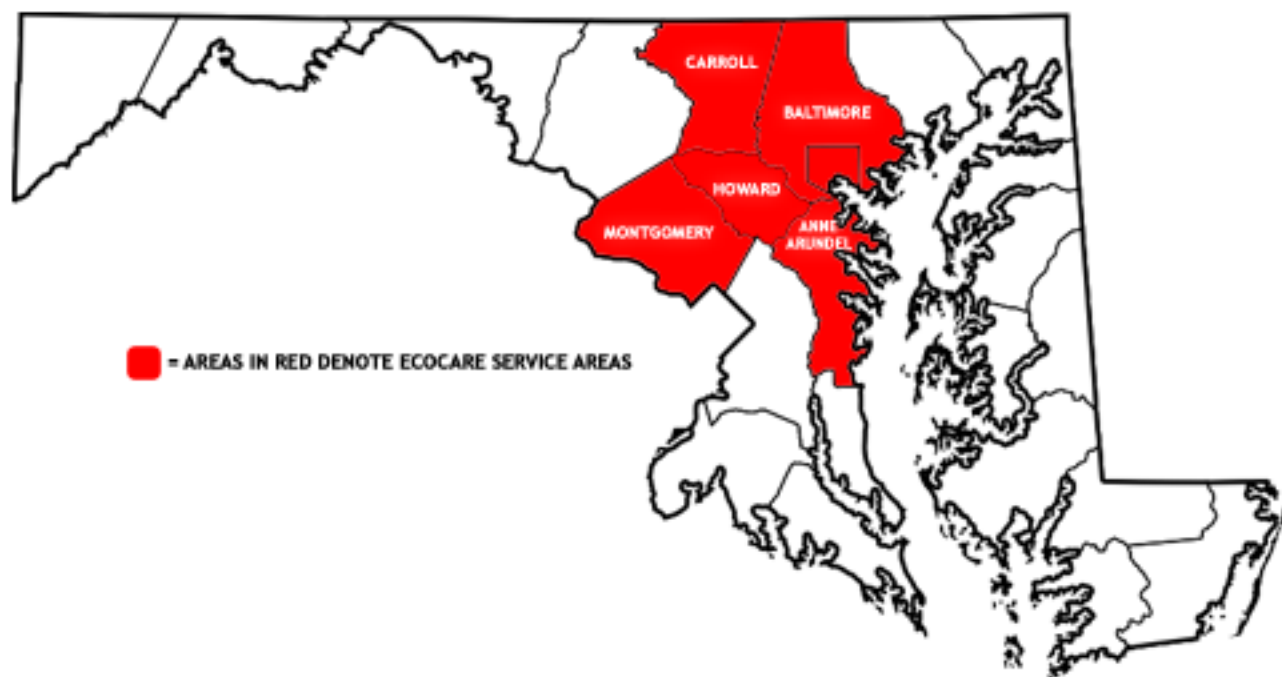 CARROLL
BALTIMORE
HOWARD
MONTGOMERY
ANNE
ARUNDEL
= AREAS IN RED DENOTE ECOCARE SERVICE AREAS